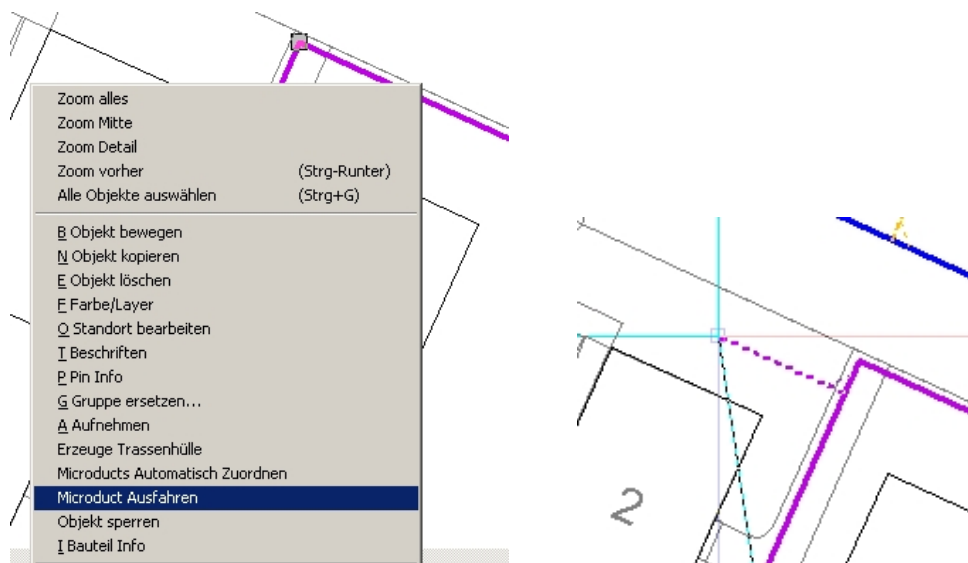 Zoom alles
Zoom Mitte
Zoom Detail
Zoom vorher (Strg-Runter)
Alle Objekte auswählen (Strg+G)
B Objekt bewegen
N Objekt kopieren
E Objekt löschen
F Farbe/Layer
O Standort bearbeiten
T Beschriften
P Pin Info
G Gruppe ersetzen...
A Aufnehmen
Erzeuge Trassenhülle
Microducts Automatisch Zuordnen
Microduct Ausfahren
Objekt sperren
I Bauteil Info
2